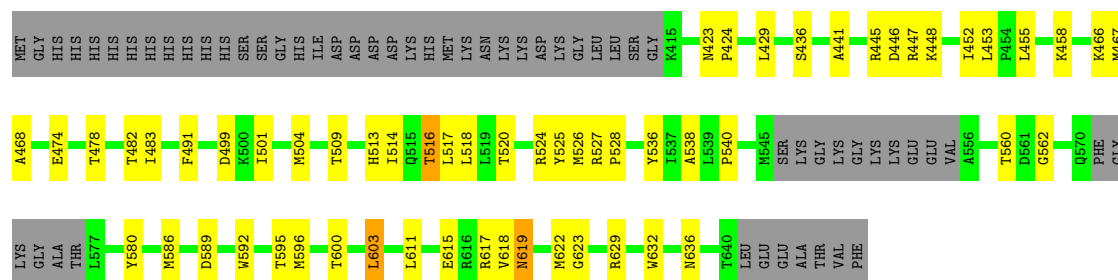 MET GLY HIS HIS HIS HIS HIS HIS HIS HIS HIS HIS SER SER GLY HIS ILE ASP ASP ASP ASP LYS HIS MET LYS ASN LYS LYS ASP LYS GLY LEU LEU SER GLY K415 N423 P424 L429 S436 A441 R445 D446 R447 K448 I452 L453 P454 L455 K458 K466 M467
A468 E474 T478 T482 I483 F491 D499 K500 I501 M504 T509 H513 I514 Q515 T516 L517 L518 L519 T520 R524 Y525 M526 R527 P528 Y536 I537 A538 L539 P540 M545 SER LYS GLY LYS GLY LYS LYS GLU GLU VAL A556 T560 D561 G562 Q570 PHE GLY
LYS GLY ALA THR L577 Y580 M586 D589 W592 T595 M596 T600 L603 L611 E615 R616 R617 V618 N619 M622 G623 R629 W632 N636 T640 LEU GLU GLU ALA THR VAL PHE